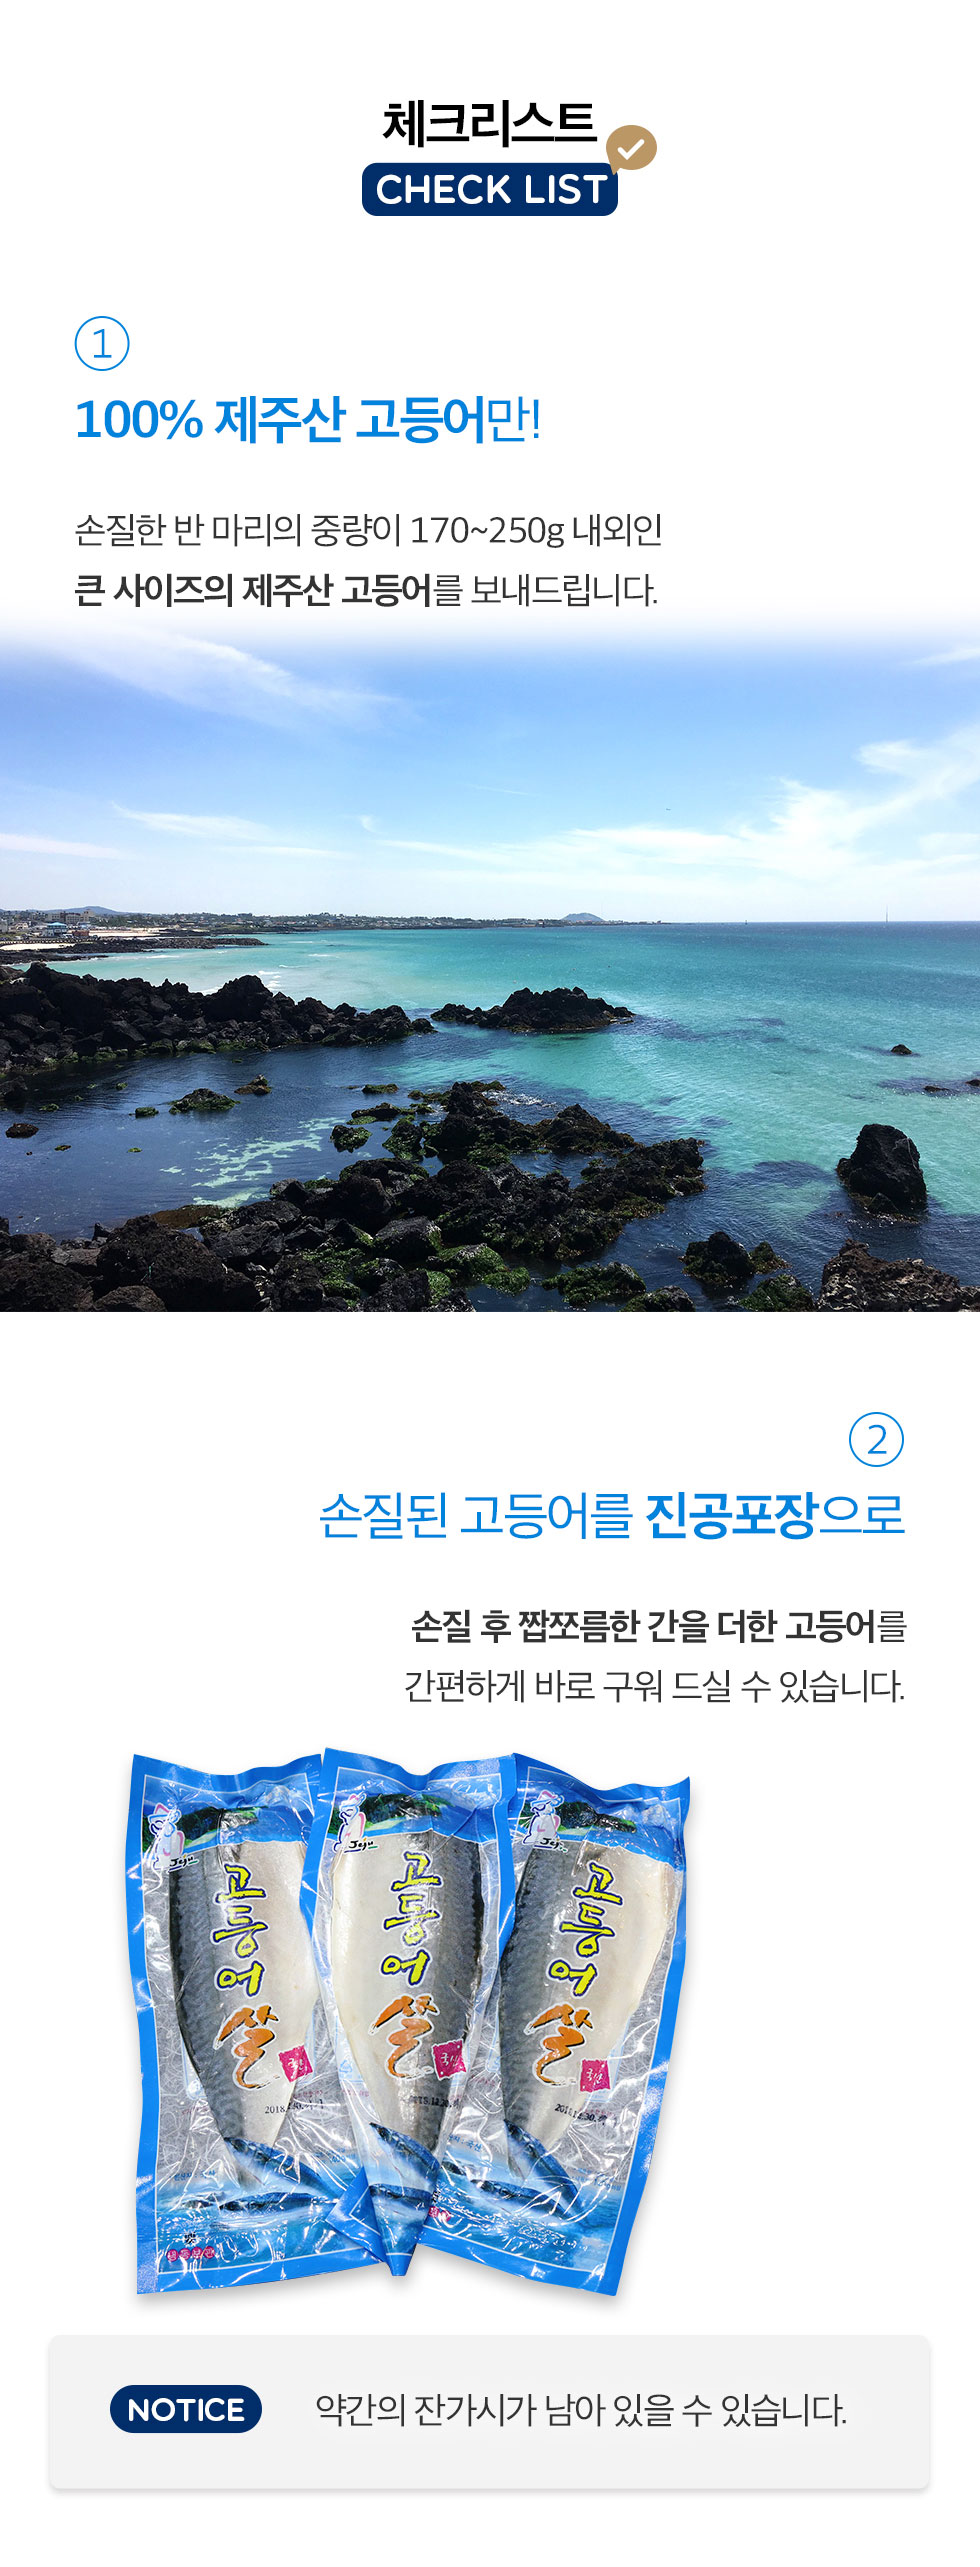 체크리스트
CHECK LIST
1
100% 제주산 고등어만!
손질한 반 마리의 중량이 170~250g 내외인
큰 사이즈의 제주산 고등어를 보내드립니다.
2
손질된 고등어를 진공포장으로
손질 후 짭쪼름한 간을 더한 고등어를
간편하게 바로 구워 드실 수 있습니다.
Jeju
고등어
쌀
Jeju
고등어
쌀
Jeju
고등어
쌀
NOTICE
약간의 잔가시가 남아 있을 수 있습니다.